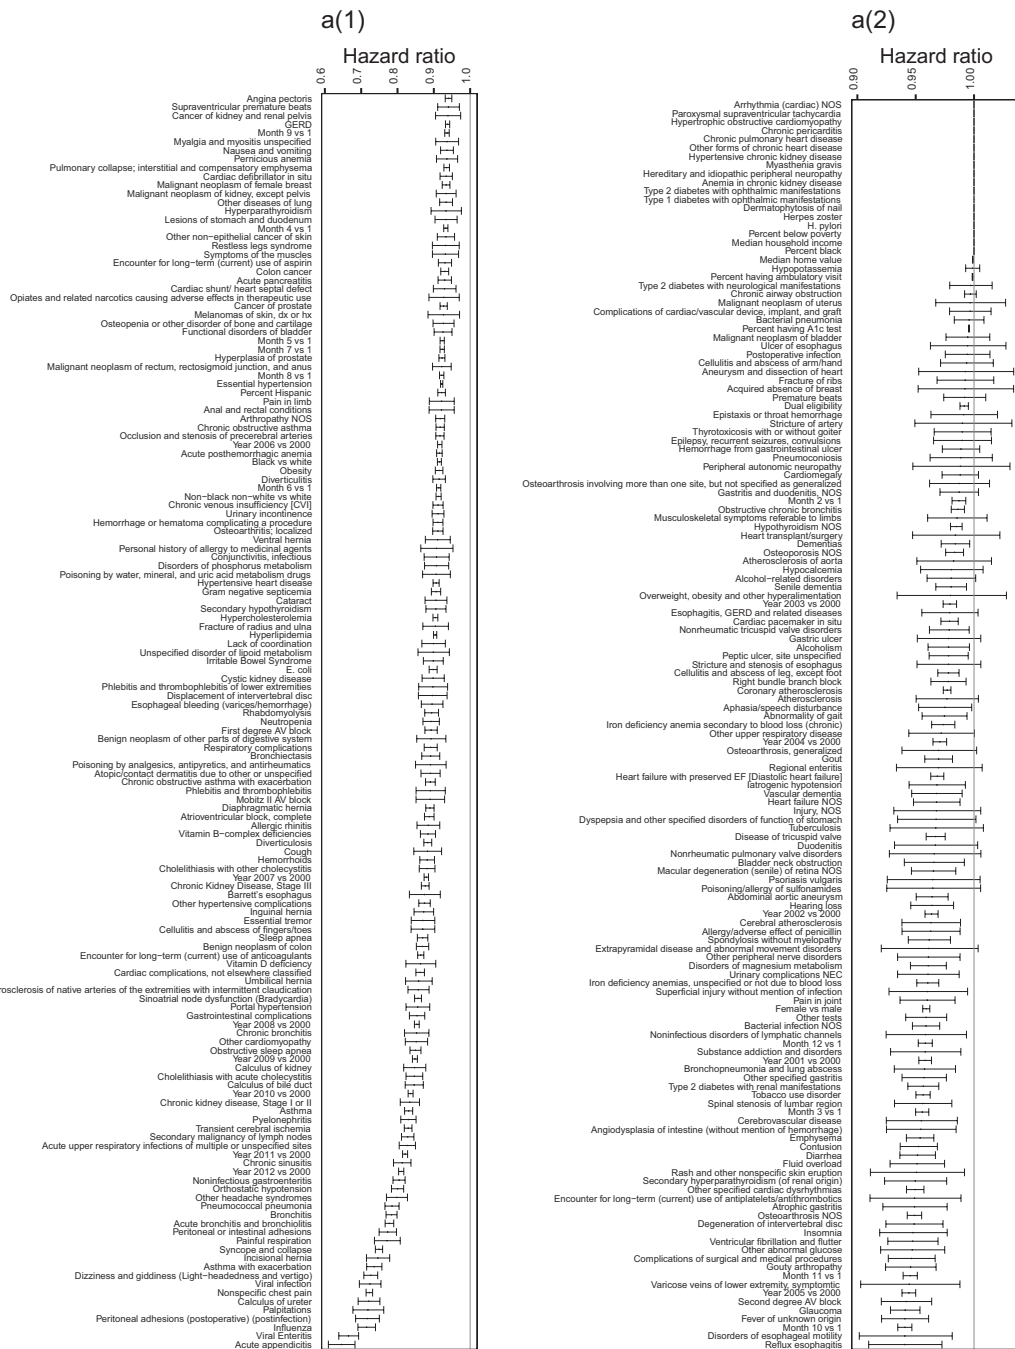 a(1)
Hazard ratio
0.6
0.7
0.8
0.9
1.0
Angina pectoris
Supraventricular premature beats
Cancer of kidney and renal pelvis
GERD
Month 9 vs 1
Myalgia and myositis unspecified
Nausea and vomiting
Pernicious anemia
Pulmonary collapse; interstitial and compensatory emphysema
Cardiac defibrillator in situ
Malignant neoplasm of female breast
Malignant neoplasm of kidney, except pelvis
Other diseases of lung
Hyperparathyroidism
Lesions of stomach and duodenum
Month 4 vs 1
Other non-epithelial cancer of skin
Restless legs syndrome
Symptoms of the muscles
Encounter for long-term (current) use of aspirin
Colon cancer
Acute pancreatitis
Cardiac shunt/ heart septal defect
Opiates and related narcotics causing adverse effects in therapeutic use
Cancer of prostate
Melanomas of skin, dx or hx
Osteopenia or other disorder of bone and cartilage
Functional disorders of bladder
Month 5 vs 1
Month 7 vs 1
Hyperplasia of prostate
Malignant neoplasm of rectum, rectosigmoid junction, and anus
Month 8 vs 1
Essential hypertension
Percent Hispanic
Pain in limb
Anal and rectal conditions
Arthropathy NOS
Chronic obstructive asthma
Occlusion and stenosis of precerebral arteries
Year 2006 vs 2000
Acute posthemorrhagic anemia
Black vs white
Obesity
Diverticulitis
Month 6 vs 1
Non-black non-white vs white
Chronic venous insufficiency [CVI]
Urinary incontinence
Hemorrhage or hematoma complicating a procedure
Osteoarthritis; localized
Ventral hernia
Personal history of allergy to medicinal agents
Conjunctivitis, infectious
Disorders of phosphorus metabolism
Poisoning by water, mineral, and uric acid metabolism drugs
Hypertensive heart disease
Gram negative septicemia
Cataract
Secondary hypothyroidism
Hypercholesterolemia
Fracture of radius and ulna
Hyperlipidemia
Lack of coordination
Unspecified disorder of lipoid metabolism
Irritable Bowel Syndrome
E. coli
Cystic kidney disease
Phlebitis and thrombophlebitis of lower extremities
Displacement of intervertebral disc
Esophageal bleeding (varices/hemorrhage)
Rhabdomyolysis
Neutropenia
First degree AV block
Benign neoplasm of other parts of digestive system
Respiratory complications
Bronchiectasis
Poisoning by analgesics, antipyretics, and antirheumatics
Atopic/contact dermatitis due to other or unspecified
Chronic obstructive asthma with exacerbation
Phlebitis and thrombophlebitis
Mobitz II AV block
Diaphragmatic hernia
Atrioventricular block, complete
Allergic rhinitis
Vitamin B-complex deficiencies
Diverticulosis
Cough
Hemorrhoids
Cholelithiasis with other cholecystitis
Year 2007 vs 2000
Chronic Kidney Disease, Stage III
Barrett's esophagus
Other hypertensive complications
Inguinal hernia
Essential tremor
Cellulitis and abscess of fingers/toes
Sleep apnea
Benign neoplasm of colon
Encounter for long-term (current) use of anticoagulants
Vitamin D deficiency
Cardiac complications, not elsewhere classified
Umbilical hernia
rosclerosis of native arteries of the extremities with intermittent claudication
Sinoatrial node dysfunction (Bradycardia)
Portal hypertension
Gastrointestinal complications
Year 2008 vs 2000
Chronic bronchitis
Other cardiomyopathy
Obstructive sleep apnea
Year 2009 vs 2000
Calculus of kidney
Cholelithiasis with acute cholecystitis
Calculus of bile duct
Year 2010 vs 2000
Chronic kidney disease, Stage I or II
Asthma
Pyelonephritis
Transient cerebral ischemia
Secondary malignancy of lymph nodes
Acute upper respiratory infections of multiple or unspecified sites
Year 2011 vs 2000
Chronic sinusitis
Year 2012 vs 2000
Noninfectious gastroenteritis
Orthostatic hypotension
Other headache syndromes
Pneumococcal pneumonia
Bronchitis
Acute bronchitis and bronchiolitis
Peritoneal or intestinal adhesions
Painful respiration
Syncope and collapse
Incisional hernia
Asthma with exacerbation
Dizziness and giddiness (Light-headedness and vertigo)
Viral infection
Nonspecific chest pain
Calculus of ureter
Palpitations
Peritoneal adhesions (postoperative) (postinfection)
Influenza
Viral Enteritis
Acute appendicitis
a(2)
Hazard ratio
0.90
0.95
1.00
Arrhythmia (cardiac) NOS
Paroxysmal supraventricular tachycardia
Hypertrophic obstructive cardiomyopathy
Chronic pericarditis
Chronic pulmonary heart disease
Other forms of chronic heart disease
Hypertensive chronic kidney disease
Myasthenia gravis
Hereditary and idiopathic peripheral neuropathy
Anemia in chronic kidney disease
Type 2 diabetes with ophthalmic manifestations
Type 1 diabetes with ophthalmic manifestations
Dermatophytosis of nail
Herpes zoster
H. pylori
Percent below poverty
Median household income
Percent black
Median home value
Hypopotassemia
Percent having ambulatory visit
Type 2 diabetes with neurological manifestations
Chronic airway obstruction
Malignant neoplasm of uterus
Complications of cardiac/vascular device, implant, and graft
Bacterial pneumonia
Percent having A1c test
Malignant neoplasm of bladder
Ulcer of esophagus
Postoperative infection
Cellulitis and abscess of arm/hand
Aneurysm and dissection of heart
Fracture of ribs
Acquired absence of breast
Premature beats
Dual eligibility
Epistaxis or throat hemorrhage
Stricture of artery
Thyrotoxicosis with or without goiter
Epilepsy, recurrent seizures, convulsions
Hemorrhage from gastrointestinal ulcer
Pneumoconiosis
Peripheral autonomic neuropathy
Cardiomegaly
Osteoarthrosis involving more than one site, but not specified as generalized
Gastritis and duodenitis, NOS
Month 2 vs 1
Obstructive chronic bronchitis
Musculoskeletal symptoms referable to limbs
Hypothyroidism NOS
Heart transplant/surgery
Dementias
Osteoporosis NOS
Atherosclerosis of aorta
Hypocalcemia
Alcohol-related disorders
Senile dementia
Overweight, obesity and other hyperalimentation
Year 2003 vs 2000
Esophagitis, GERD and related diseases
Cardiac pacemaker in situ
Nonrheumatic tricuspid valve disorders
Gastric ulcer
Alcoholism
Peptic ulcer, site unspecified
Stricture and stenosis of esophagus
Cellulitis and abscess of leg, except foot
Right bundle branch block
Coronary atherosclerosis
Atherosclerosis
Aphasia/speech disturbance
Abnormality of gait
Iron deficiency anemia secondary to blood loss (chronic)
Other upper respiratory disease
Year 2004 vs 2000
Osteoarthrosis, generalized
Gout
Regional enteritis
Heart failure with preserved EF [Diastolic heart failure]
Iatrogenic hypotension
Vascular dementia
Heart failure NOS
Injury, NOS
Dyspepsia and other specified disorders of function of stomach
Tuberculosis
Disease of tricuspid valve
Duodenitis
Nonrheumatic pulmonary valve disorders
Bladder neck obstruction
Macular degeneration (senile) of retina NOS
Psoriasis vulgaris
Poisoning/allergy of sulfonamides
Abdominal aortic aneurysm
Hearing loss
Year 2002 vs 2000
Cerebral atherosclerosis
Allergy/adverse effect of penicillin
Spondylosis without myelopathy
Extrapyramidal disease and abnormal movement disorders
Other peripheral nerve disorders
Disorders of magnesium metabolism
Urinary complications NEC
Iron deficiency anemias, unspecified or not due to blood loss
Superficial injury without mention of infection
Pain in joint
Female vs male
Other tests
Bacterial infection NOS
Noninfectious disorders of lymphatic channels
Month 12 vs 1
Substance addiction and disorders
Year 2001 vs 2000
Bronchopneumonia and lung abscess
Other specified gastritis
Type 2 diabetes with renal manifestations
Tobacco use disorder
Spinal stenosis of lumbar region
Month 3 vs 1
Cerebrovascular disease
Angiodysplasia of intestine (without mention of hemorrhage)
Emphysema
Contusion
Diarrhea
Fluid overload
Rash and other nonspecific skin eruption
Secondary hyperparathyroidism (of renal origin)
Other specified cardiac dysrhythmias
Encounter for long-term (current) use of antiplatelets/antithrombotics
Atrophic gastritis
Osteoarthrosis NOS
Degeneration of intervertebral disc
Insomnia
Ventricular fibrillation and flutter
Other abnormal glucose
Complications of surgical and medical procedures
Gouty arthropathy
Month 11 vs 1
Varicose veins of lower extremity, symptomtic
Year 2005 vs 2000
Second degree AV block
Glaucoma
Fever of unknown origin
Month 10 vs 1
Disorders of esophageal motility
Reflux esophagitis